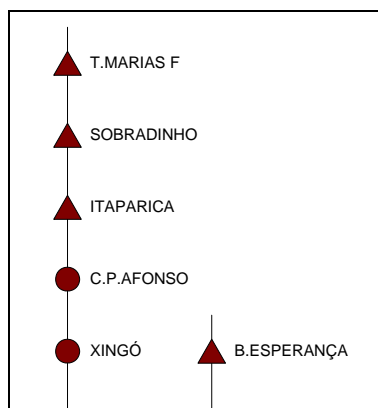 T.MARIAS F
SOBRADINHO
ITAPARICA
C.P.AFONSO
XINGÓ
B.ESPERANÇA